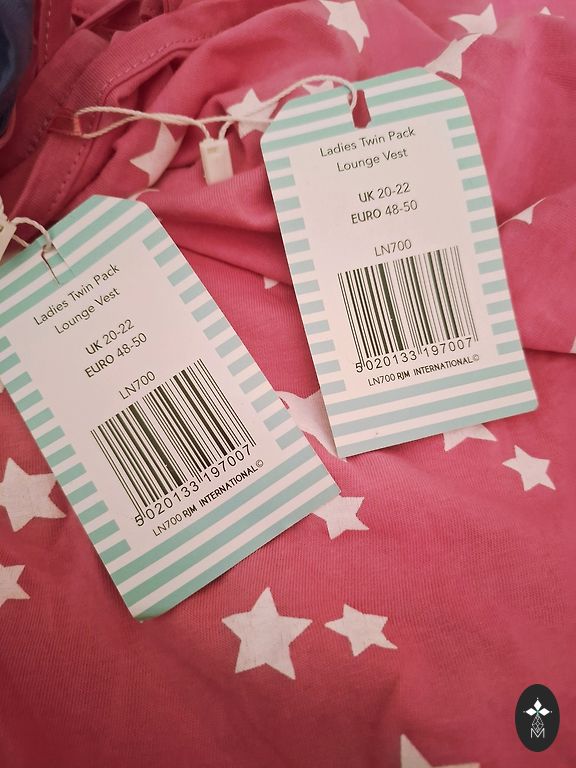 Ladies Twin Pack
Lounge Vest
UK 20-22
EURO 48-50
LN700
5 020133 197007
LN700 RJM INTERNATIONAL©
Ladies Twin Pack
Lounge Vest
UK 20-22
EURO 48-50
LN700
5 020133 197007
LN700 RJM INTERNATIONAL©
M